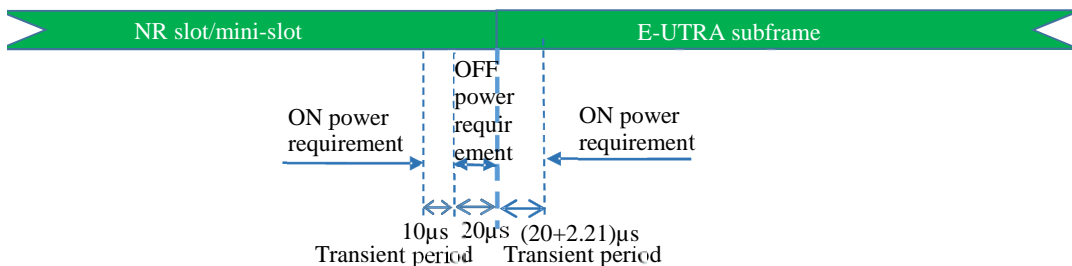 NR slot/mini-slot
E-UTRA subframe
OFF
power
requir
ement
ON power
requirement
ON power
requirement
10µs
20µs
(20+2.21)µs
Transient period
Transient period